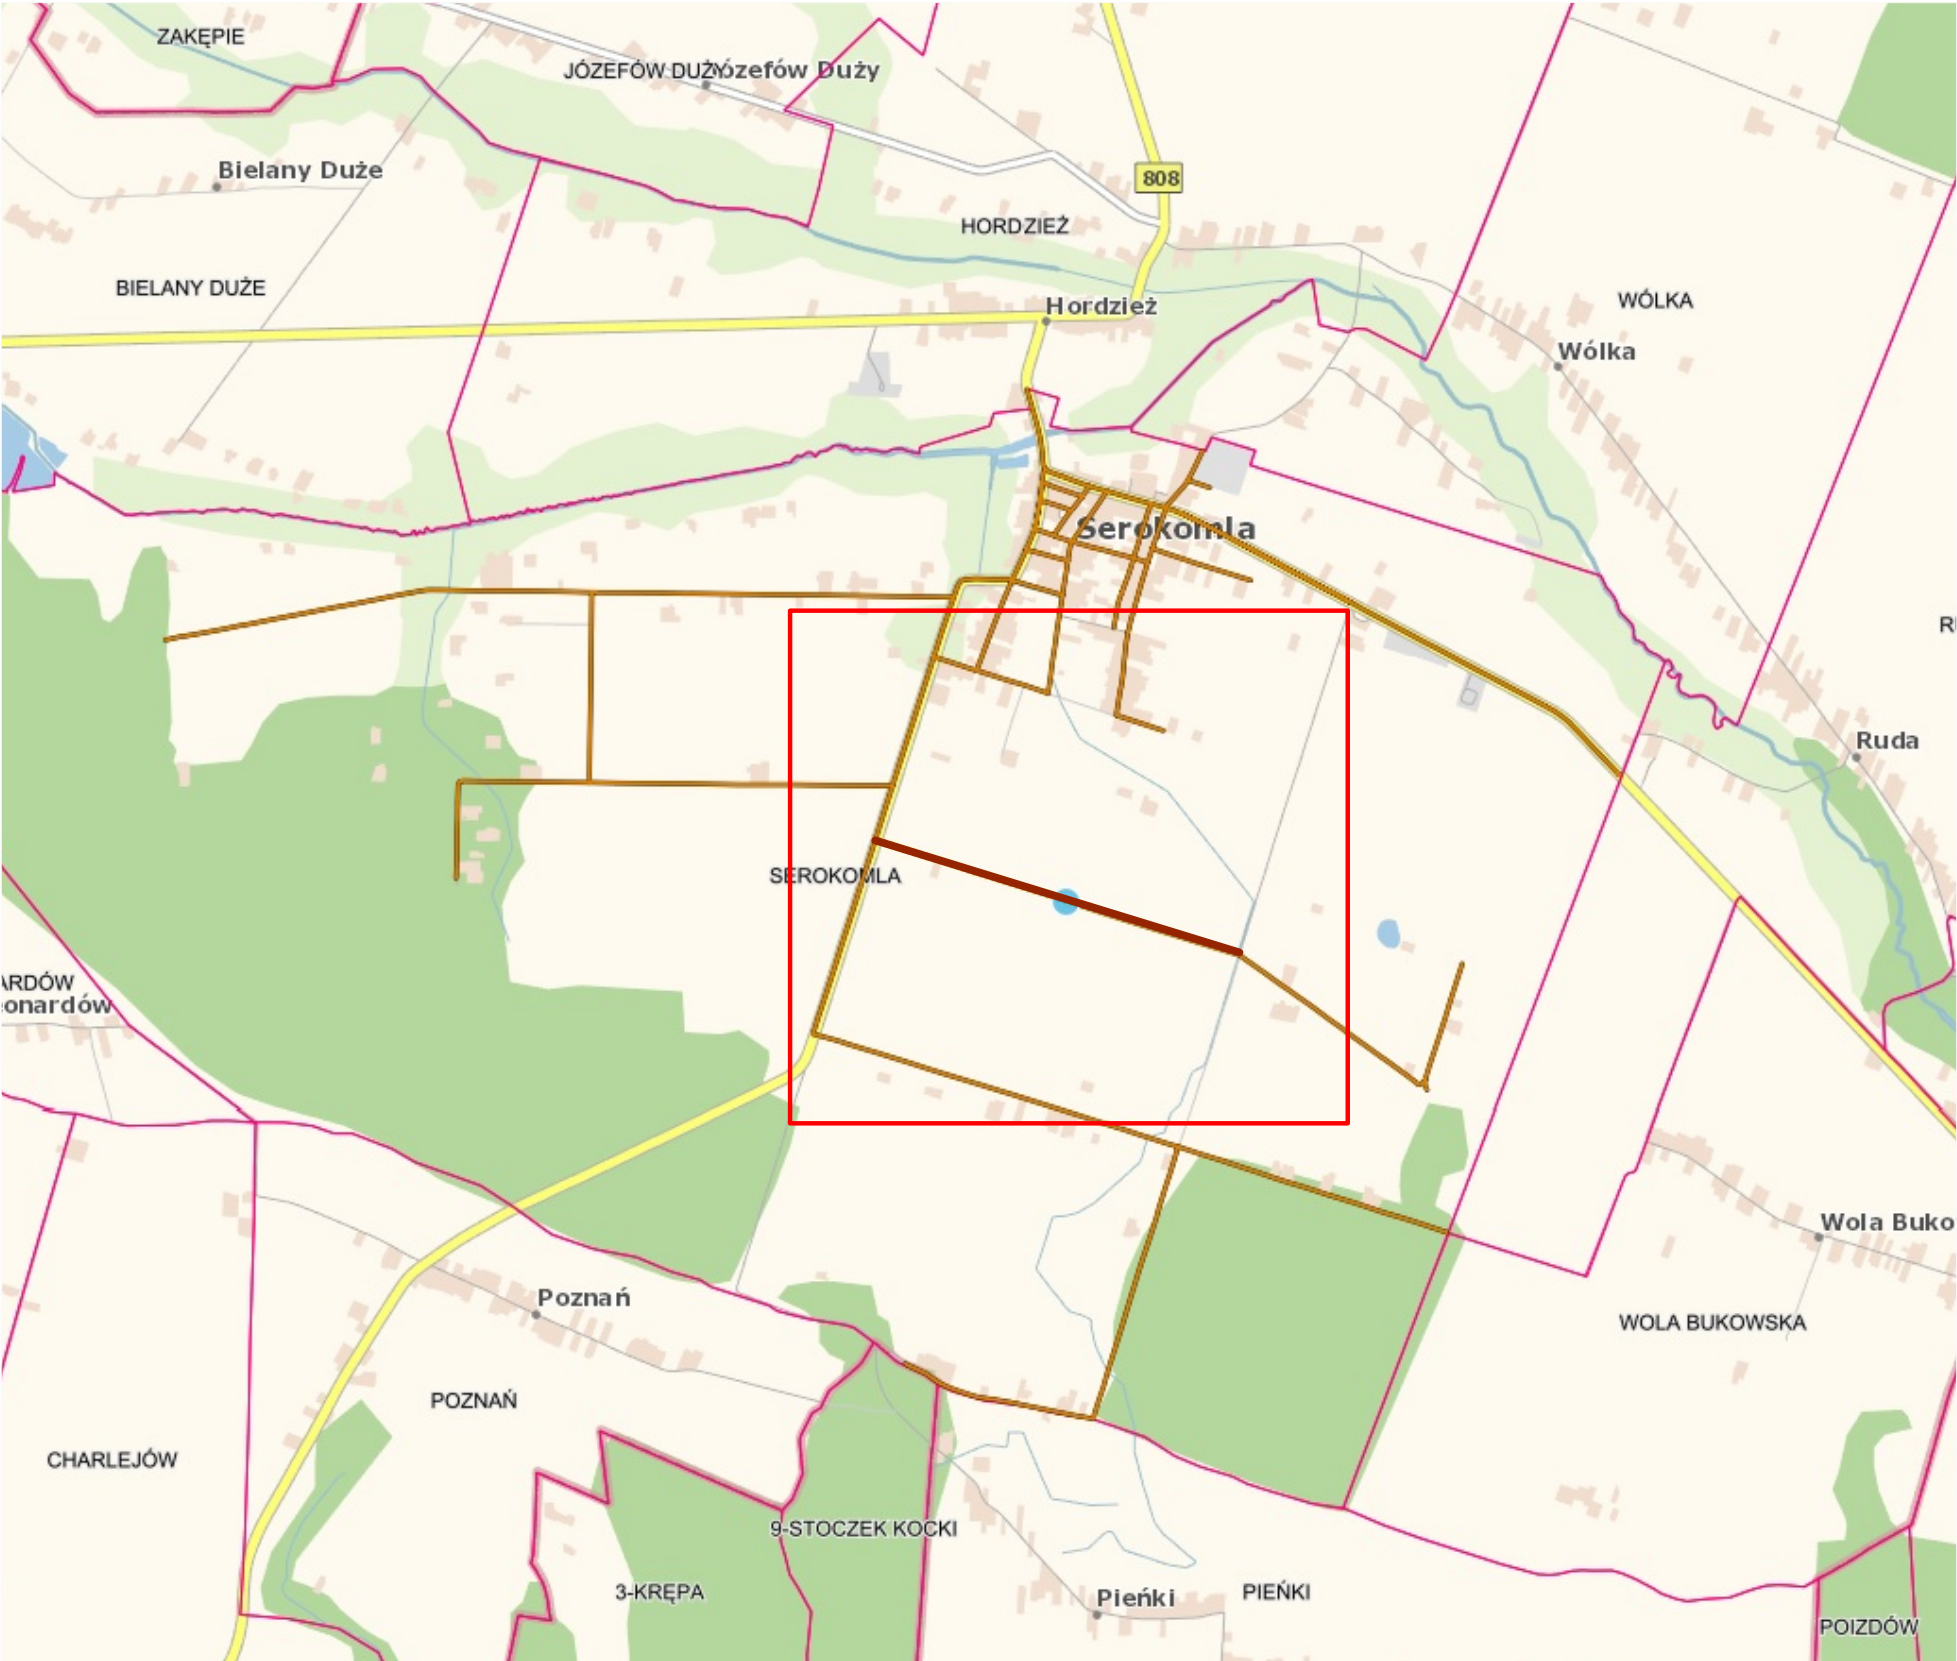 ZAKĘPIE
JÓZEFÓW DUŻY
Józefów Duży
Bielany Duże
808
HORDZIEŻ
BIELANY DUŻE
WÓLKA
Hordzież
Wólka
Serokomla
R
Ruda
SEROKOMLA
ARDÓW
onardów
Wola Buko
Poznań
WOLA BUKOWSKA
POZNAŃ
CHARLEJÓW
9-STOCZEK KOCKI
3-KRĘPA
Pieńki
PIEŃKI
POIZDÓW